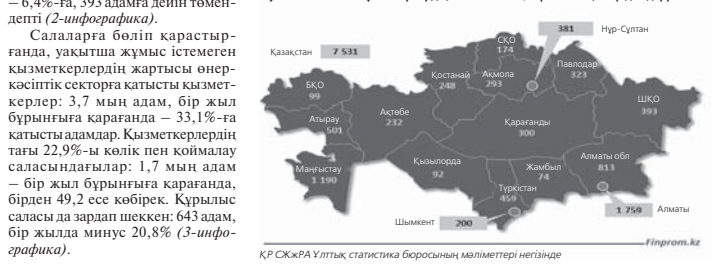 – 6,4%-ға, 393 адамға дейін төмен-
депті (2-инфографика).
Салаларға бөліп қарастыр-
ғанда, уақытша жұмыс істемеген
қызметкерлердің жартысы өнер-
кәсіптік секторға қатысты қызмет-
керлер: 3,7 мың адам, бір жыл
бұрынғыға қарағанда – 33,1%-ға
қатысты адамдар. Қызметкерлердің
тағы 22,9%-ы көлік пен қоймалау
саласындағылар: 1,7 мың адам
– бір жыл бұрынғыға қарағанда,
бірден 49,2 есе көбірек. Құрылыс
саласы да зардап шеккен: 643 адам,
бір жылда минус 20,8% (3-инфо-
графика).
Қазақстан 7 531
381 Нұр-Сұлтан
СҚО
174
Қостанай
248
Ақмола
293
Павлодар
323
БҚО
99
Ақтөбе
232
ШҚО
393
Атырау
501
Қарағанды
300
Маңғыстау
1 190
Қызылорда
92
Жамбыл
74
Алматы обл
813
Түркістан
459
Шымкент 200
1 759 Алматы
Finprom.kz
ҚР СЖжРА Ұлттық статистика бюросының мәліметтері негізінде